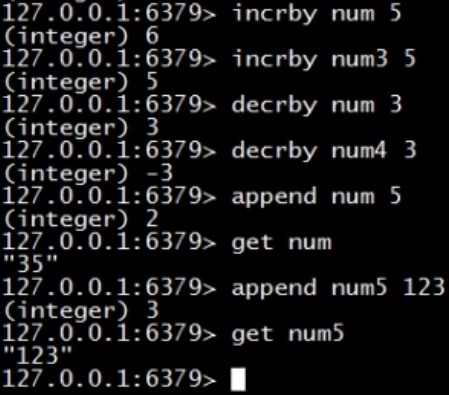 127.0.0.1:6379> incrby num 5
(integer) 6
127.0.0.1:6379> incrby num3 5
(integer) 5
127.0.0.1:6379> decrby num 3
(integer) 3
127.0.0.1:6379> decrby num4 3
(integer) -3
127.0.0.1:6379> append num 5
(integer) 2
127.0.0.1:6379> get num
"35"
127.0.0.1:6379> append num5 123
(integer) 3
127.0.0.1:6379> get num5
"123"
127.0.0.1:6379>